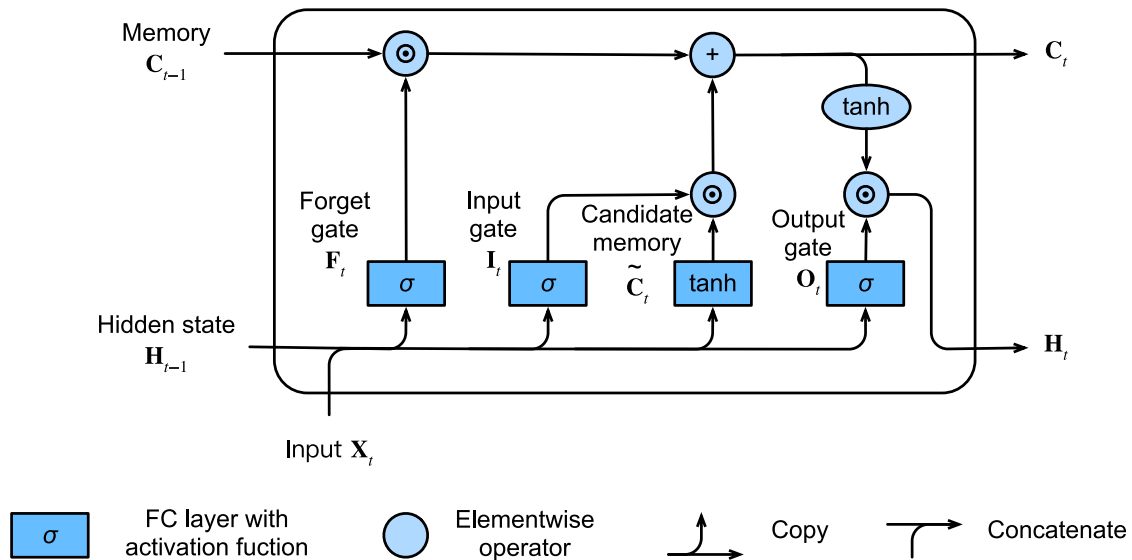 Memory
C_{t−1}
⊙
+
C_t
tanh
Forget
gate
F_t
Input
gate
I_t
⊙
Candidate
memory
C̃_t
Output
gate
O_t
⊙
σ
σ
tanh
σ
Hidden state
H_{t−1}
H_t
Input X_t
σ
FC layer with
activation fuction
Elementwise
operator
Copy
Concatenate